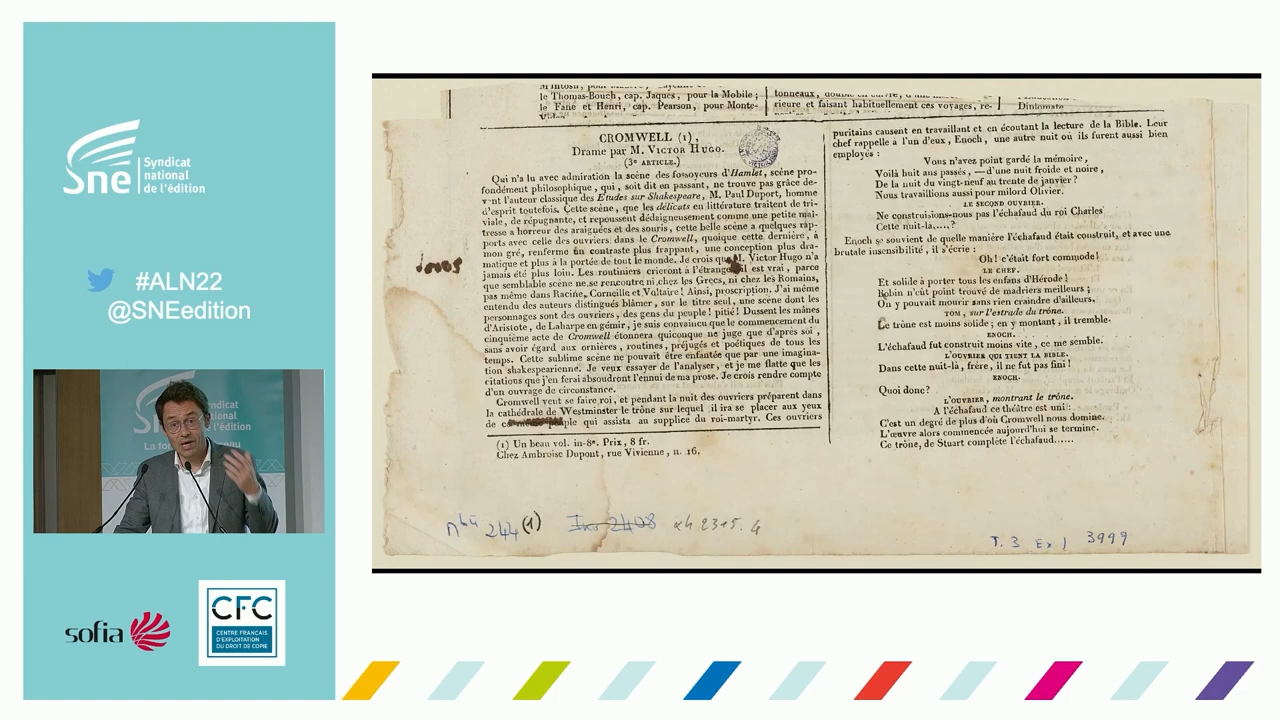 Sne
Syndicat
national
de l'édition
#ALN22
@SNEedition
Syndicat
national
l'édition
sofia
CFC
CENTRE FRANÇAIS
D'EXPLOITATION
DU DROIT DE COPIE
le Thomas-Bouch, cap. Jaques, pour la Mobile ;
le Fane et Henri, cap. Pearson, pour Monte-
rieure et faisant habituellement ces voyages, re-
Diplomate
CROMWELL (1),
Drame par M. VICTOR HUGO.
(3e ARTICLE.)
Qui n'a lu avec admiration la scène des fossoyeurs d'Hamlet, scène pro-
fondément philosophique, qui, soit dit en passant, ne trouve pas grâce de-
vant l'auteur classique des Etudes sur Shakespeare, M. Paul Duport, homme
d'esprit toutefois. Cette scène, que les délicats en littérature traitent de tri-
viale, de répugnante, et repoussent dédaigneusement comme une petite mai-
tresse a horreur des araignées et des souris, cette belle scène a quelques rap-
ports avec celle des ouvriers dans le Cromwell, quoique cette dernière, à
mon gré, renferme un contraste plus frappant, une conception plus dra-
matique et plus à la portée de tout le monde. Je crois que M. Victor Hugo n'a
jamais été plus loin. Les routiniers crieront à l'étrange, il est vrai, parce
que semblable scène ne se rencontre ni chez les Grecs, ni chez les Romains,
pas même dans Racine, Corneille et Voltaire ! Ainsi, proscription. J'ai même
entendu des auteurs distingués blâmer, sur le titre seul, une scène dont les
personnages sont des ouvriers, des gens du peuple ! pitié ! Dussent les mânes
d'Aristote, de Laharpe en gémir, je suis convaincu que le commencement du
cinquième acte de Cromwell étonnera quiconque ne juge que d'après soi,
sans avoir égard aux ornières, routines, préjugés et poétiques de tous les
temps. Cette sublime scène ne pouvait être enfantée que par une imagina-
tion shakespearienne. Je veux essayer de l'analyser, et je me flatte que les
citations que j'en ferai absoudront l'ennui de ma prose. Je crois rendre compte
d'un ouvrage de circonstance.
Cromwell veut se faire roi, et pendant la nuit des ouvriers préparent dans
la cathédrale de Westminster le trône sur lequel il ira se placer aux yeux
de ce même peuple qui assista au supplice du roi-martyr. Ces ouvriers
(1) Un beau vol. in-8e. Prix, 8 fr.
Chez Ambroise Dupont, rue Vivienne, n. 16.
puritains causent en travaillant et en écoutant la lecture de la Bible. Leur
chef rappelle à l'un d'eux, Enoch, une autre nuit où ils furent aussi bien
employés :
Vous n'avez point gardé la mémoire,
Voilà huit ans passés, — d'une nuit froide et noire,
De la nuit du vingt-neuf au trente de janvier ?
Nous travaillions aussi pour milord Olivier.
LE SECOND OUVRIER.
Ne construisions-nous pas l'échafaud du roi Charles
Cette nuit-là.....?
Enoch se souvient de quelle manière l'échafaud était construit, et avec une
brutale insensibilité, il s'écrie :
Oh ! c'était fort commode !
LE CHEF.
Et solide à porter tous les enfans d'Hérode !
Robin n'eût point trouvé de madriers meilleurs ;
On y pouvait mourir sans rien craindre d'ailleurs.
TOM, sur l'estrade du trône.
Ce trône est moins solide ; en y montant, il tremble.
ENOCH.
L'échafaud fut construit moins vite, ce me semble.
L'OUVRIER QUI TIENT LA BIBLE.
Dans cette nuit-là, frère, il ne fut pas fini !
ENOCH.
Quoi donc ?
L'OUVRIER, montrant le trône.
A l'échafaud ce théâtre est uni :
C'est un degré de plus d'où Cromwell nous domine.
L'œuvre alors commencée aujourd'hui se termine.
Ce trône, de Stuart complète l'échafaud......
244 (1) Inv 2408 2315. 4
T. 3 Ex 1 3999